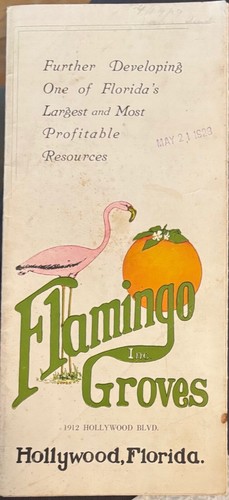 Further Developing
One of Florida's
Largest and Most
Profitable
Resources
MAY 21 1929
Flamingo
Inc.
Groves
1912 HOLLYWOOD BLVD.
Hollywood, Florida.